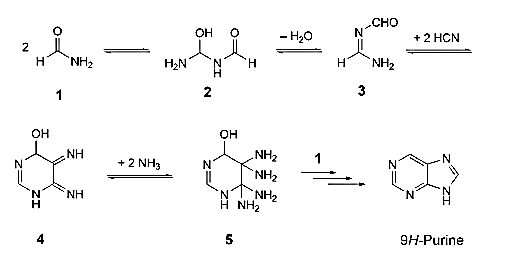 2 O NH₂ 1
OH O H₂N N H H 2
– H₂O
N CHO H NH₂ 3
+ 2 HCN
OH N NH N H NH 4
+ 2 NH₃
OH N NH₂ NH₂ NH NH₂ NH₂ 5
1
N N N N H
9H-Purine